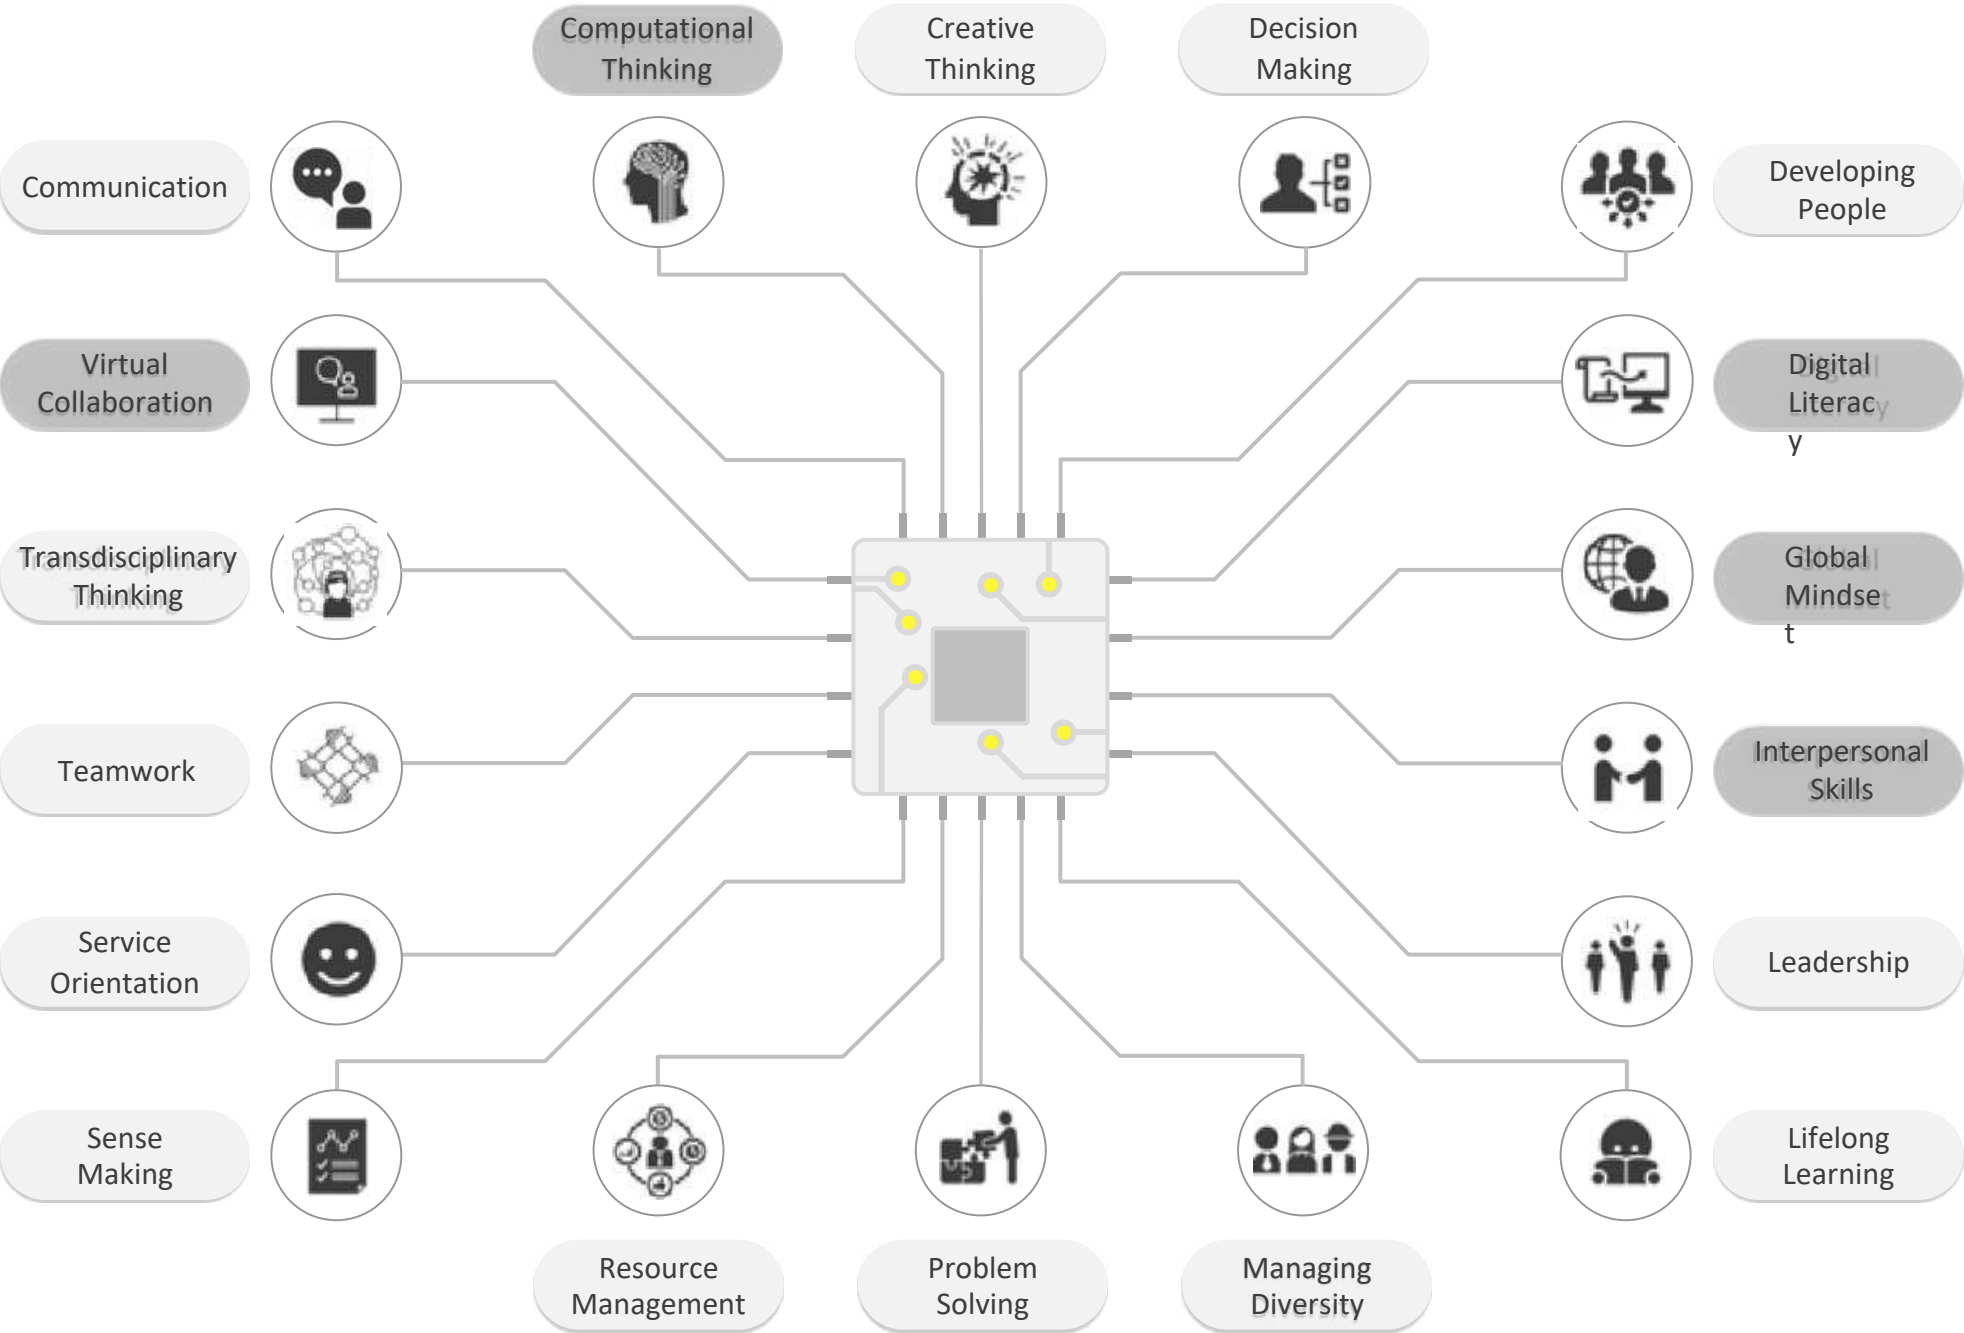 Computational
Thinking
Creative
Thinking
Decision
Making
Communication
Developing
People
Virtual
Collaboration
Digital
Literac
y
Transdisciplinary
Thinking
Global
Mindse
t
Teamwork
Interpersonal
Skills
Service
Orientation
Leadership
Sense
Making
Lifelong
Learning
Resource
Management
Problem
Solving
Managing
Diversity